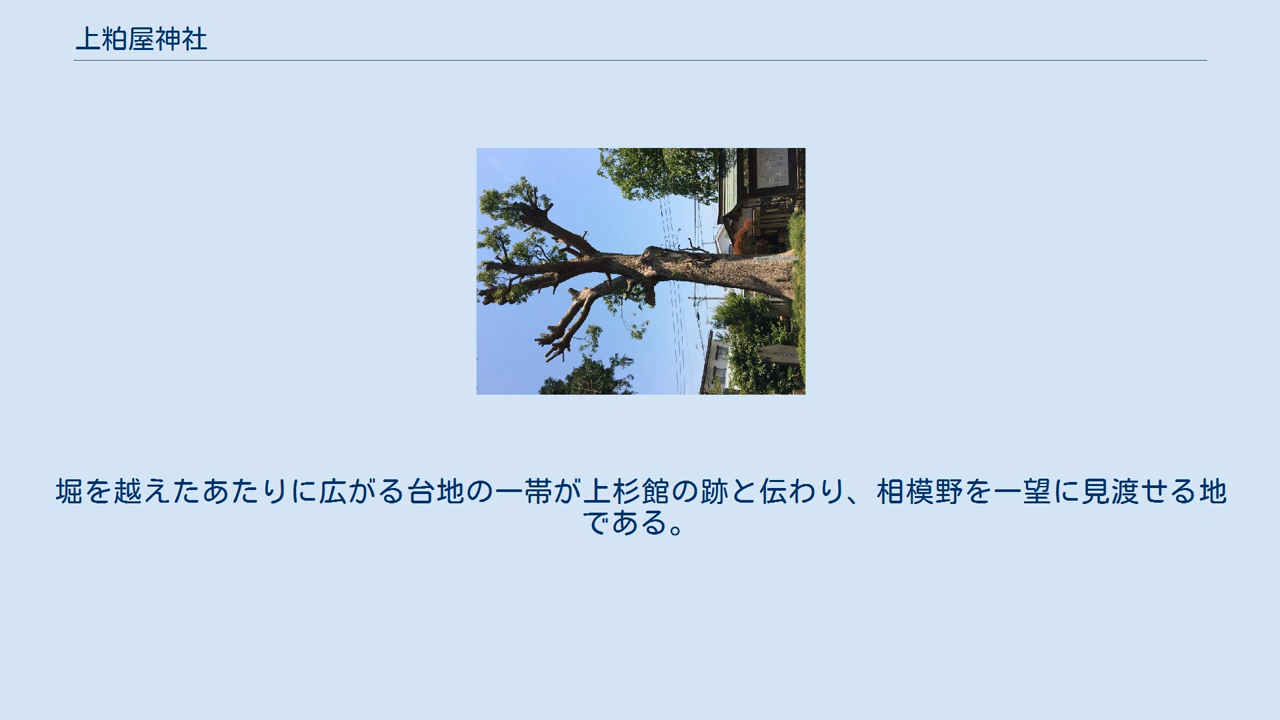 上粕屋神社
堀を越えたあたりに広がる台地の一帯が上杉館の跡と伝わり、相模野を一望に見渡せる地
である。